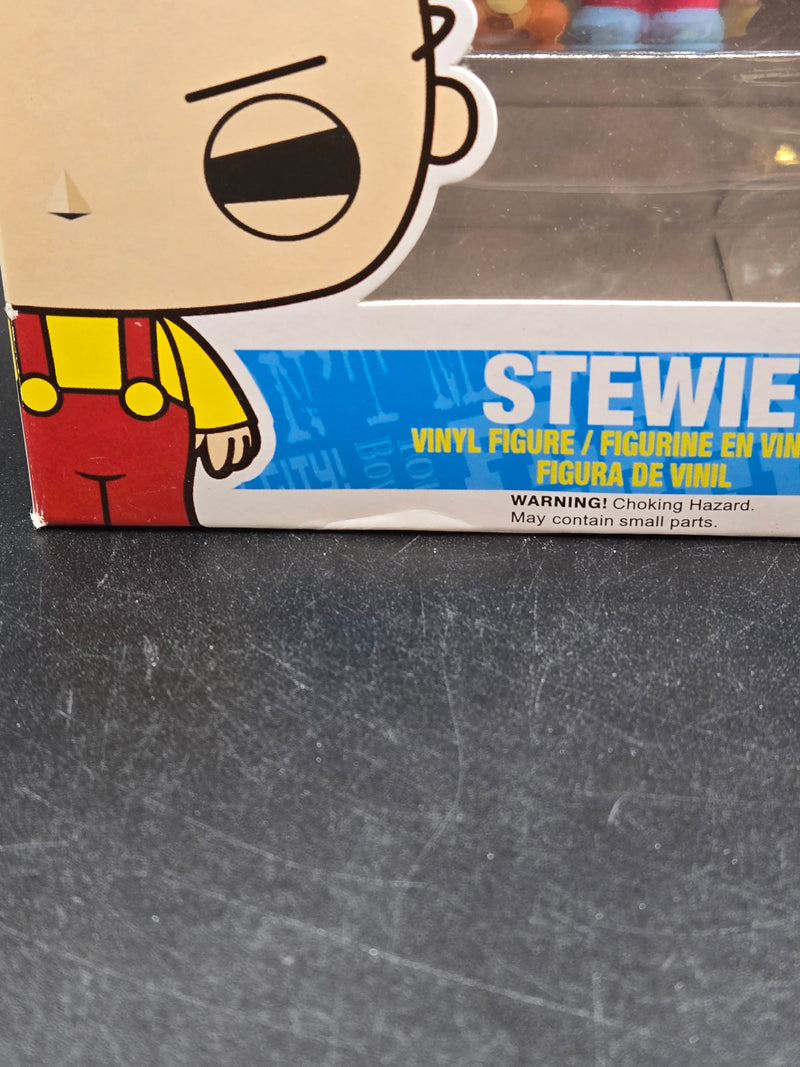 STEWIE
VINYL FIGURE / FIGURINE EN VIN
FIGURA DE VINIL
WARNING! Choking Hazard.
May contain small parts.